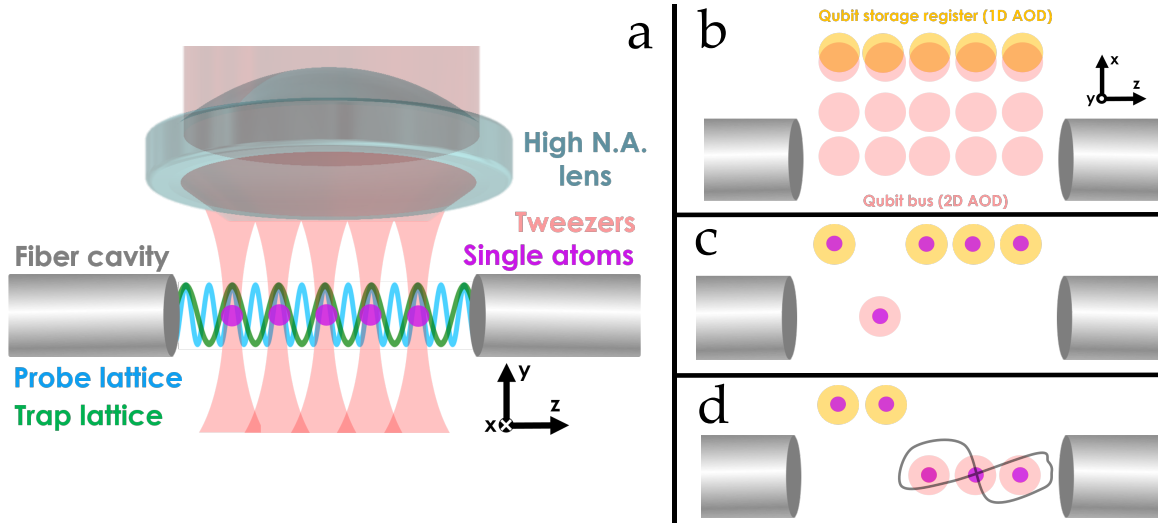 a
High N.A.
lens
Tweezers
Single atoms
Fiber cavity
Probe lattice
Trap lattice
y
z
x
b
Qubit storage register (1D AOD)
x
y
z
Qubit bus (2D AOD)
c
d